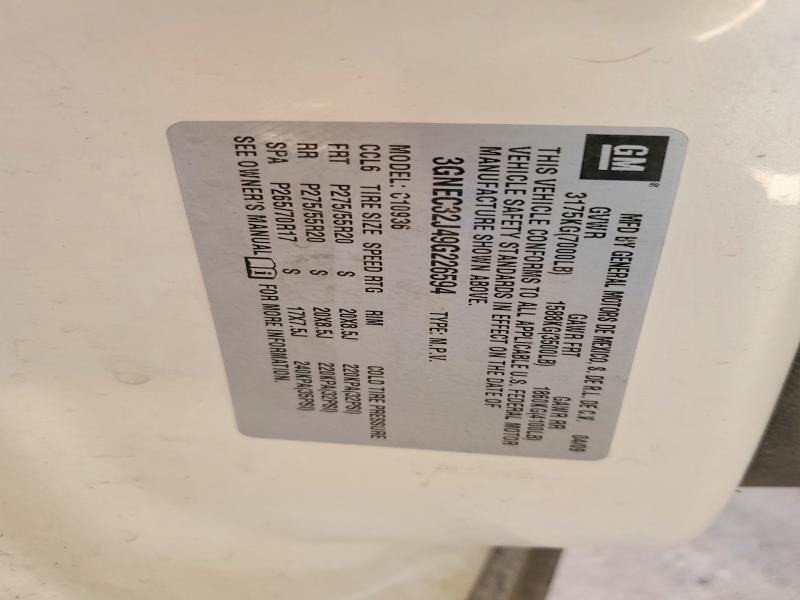 GM®
MFD BY GENERAL MOTORS DE MEXICO, S. DE R.L. DE C.V. 04/09
GVWR GAWR FRT GAWR RR
3175KG(7000LB) 1588KG(3500LB) 1860KG(4100LB)
THIS VEHICLE CONFORMS TO ALL APPLICABLE U.S. FEDERAL MOTOR
VEHICLE SAFETY STANDARDS IN EFFECT ON THE DATE OF
MANUFACTURE SHOWN ABOVE.
3GNEC32J49G226594 TYPE: M.P.V.
MODEL: C10936
CCL6 TIRE SIZE SPEED RTG RIM COLD TIRE PRESSURE
FRT P275/55R20 S 20X8.5J 220KPA(32PSI)
RR P275/55R20 S 20X8.5J 220KPA(32PSI)
SPA P265/70R17 S 17X7.5J 240KPA(35PSI)
SEE OWNER'S MANUAL FOR MORE INFORMATION.